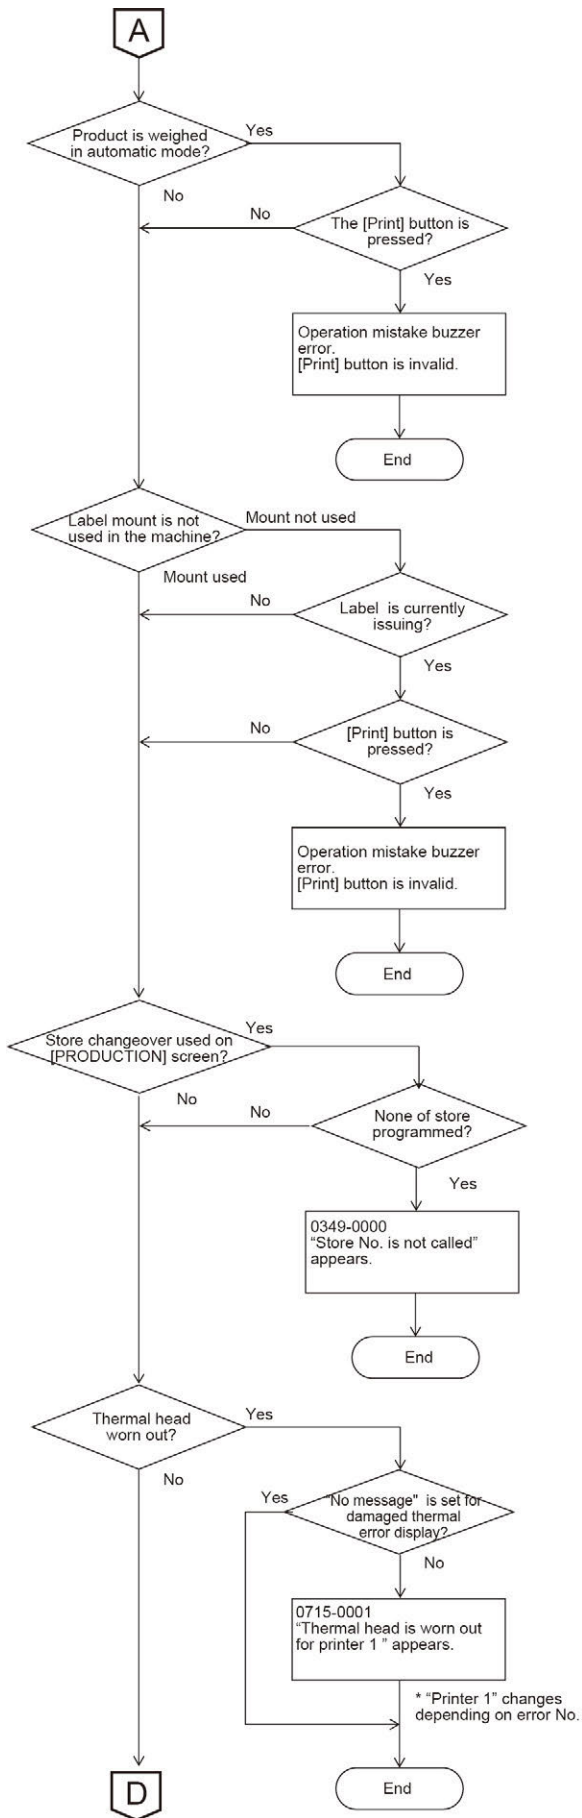 A
Product is weighed
in automatic mode?
Yes
No
No
The [Print] button is
pressed?
Yes
Operation mistake buzzer
error.
[Print] button is invalid.
End
Label mount is not
used in the machine?
Mount not used
Mount used
No
Label  is currently
issuing?
Yes
No
[Print] button is
pressed?
Yes
Operation mistake buzzer
error.
[Print] button is invalid.
End
Store changeover used on
[PRODUCTION] screen?
Yes
No
No
None of store
programmed?
Yes
0349-0000
“Store No. is not called”
appears.
End
Thermal head
worn out?
Yes
No
Yes
"No message"  is set for
damaged thermal
error display?
No
0715-0001
“Thermal head is worn out
for printer 1 ” appears.
* “Printer 1” changes
depending on error No.
D
End